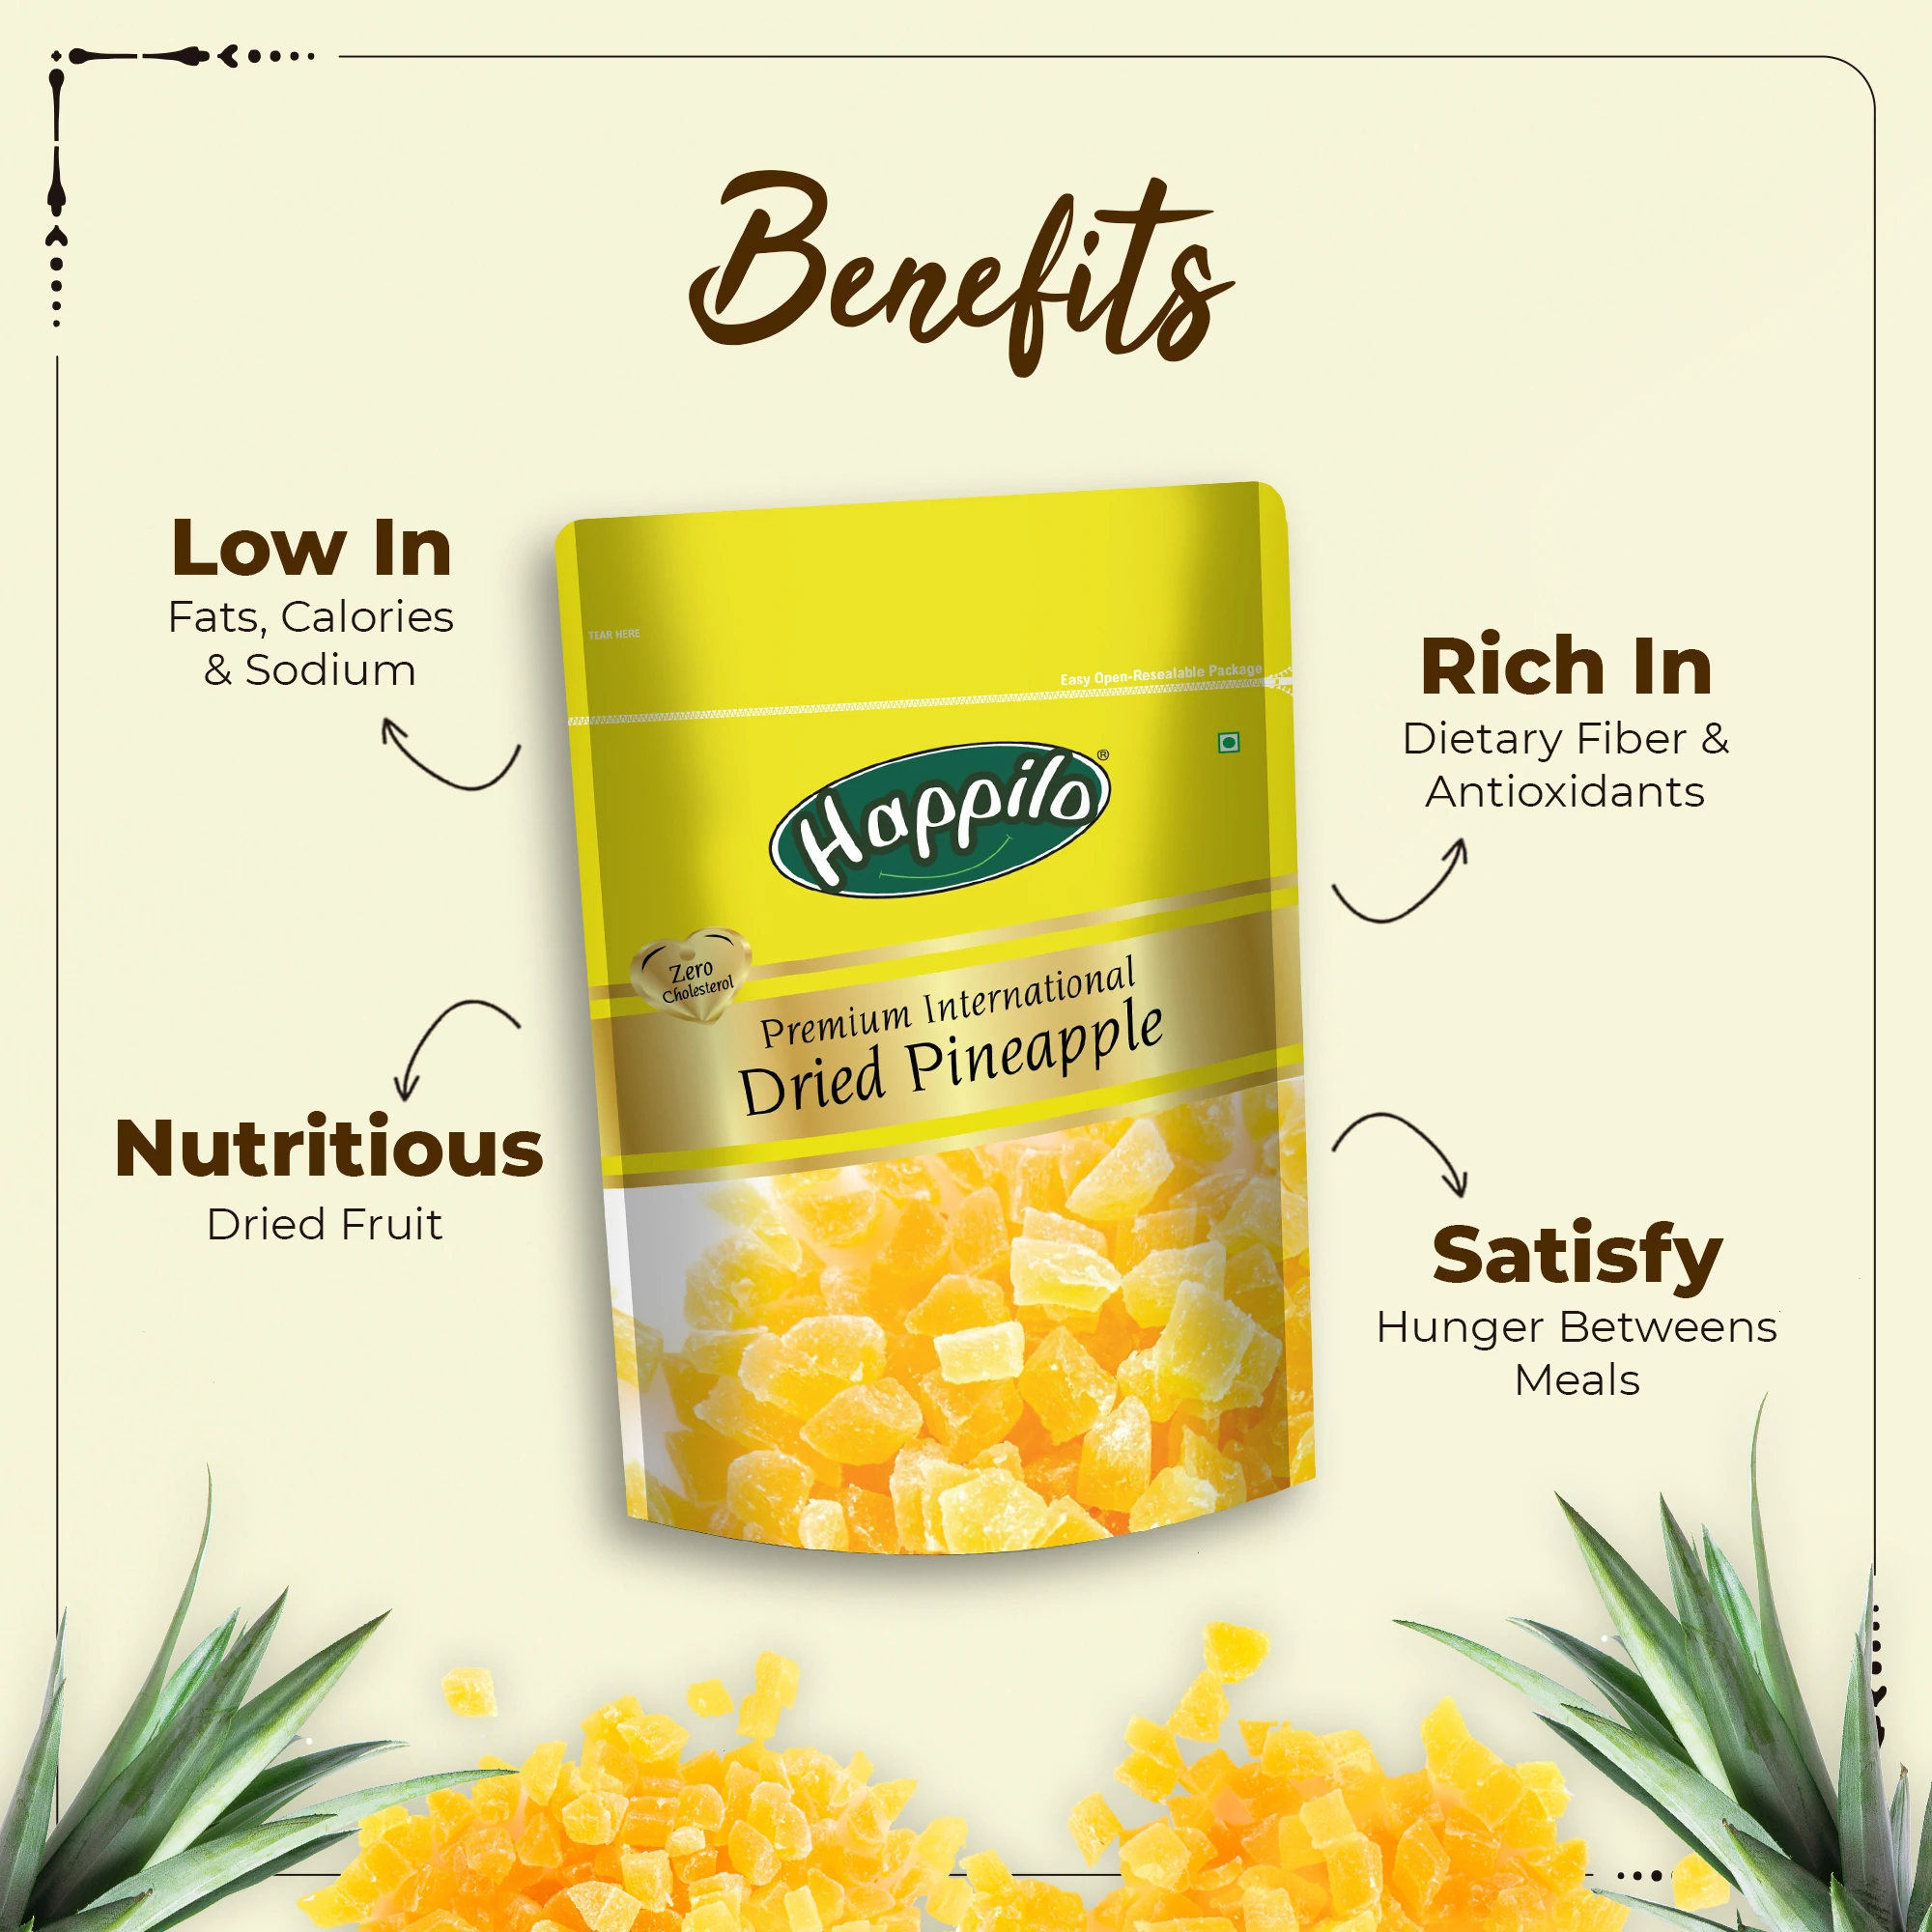 Benefits
Low In
Fats, Calories
& Sodium
Rich In
Dietary Fiber &
Antioxidants
Nutritious
Dried Fruit
Satisfy
Hunger Betweens
Meals
TEAR HERE
Easy Open-Resealable Package
Happilo®
Zero
Cholesterol
Premium International
Dried Pineapple